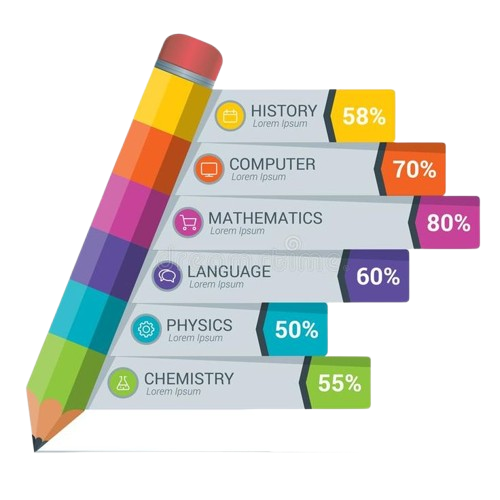 HISTORY 58%
Lorem Ipsum
COMPUTER 70%
Lorem Ipsum
MATHEMATICS 80%
Lorem Ipsum
LANGUAGE 60%
Lorem Ipsum
PHYSICS 50%
Lorem Ipsum
CHEMISTRY 55%
Lorem Ipsum